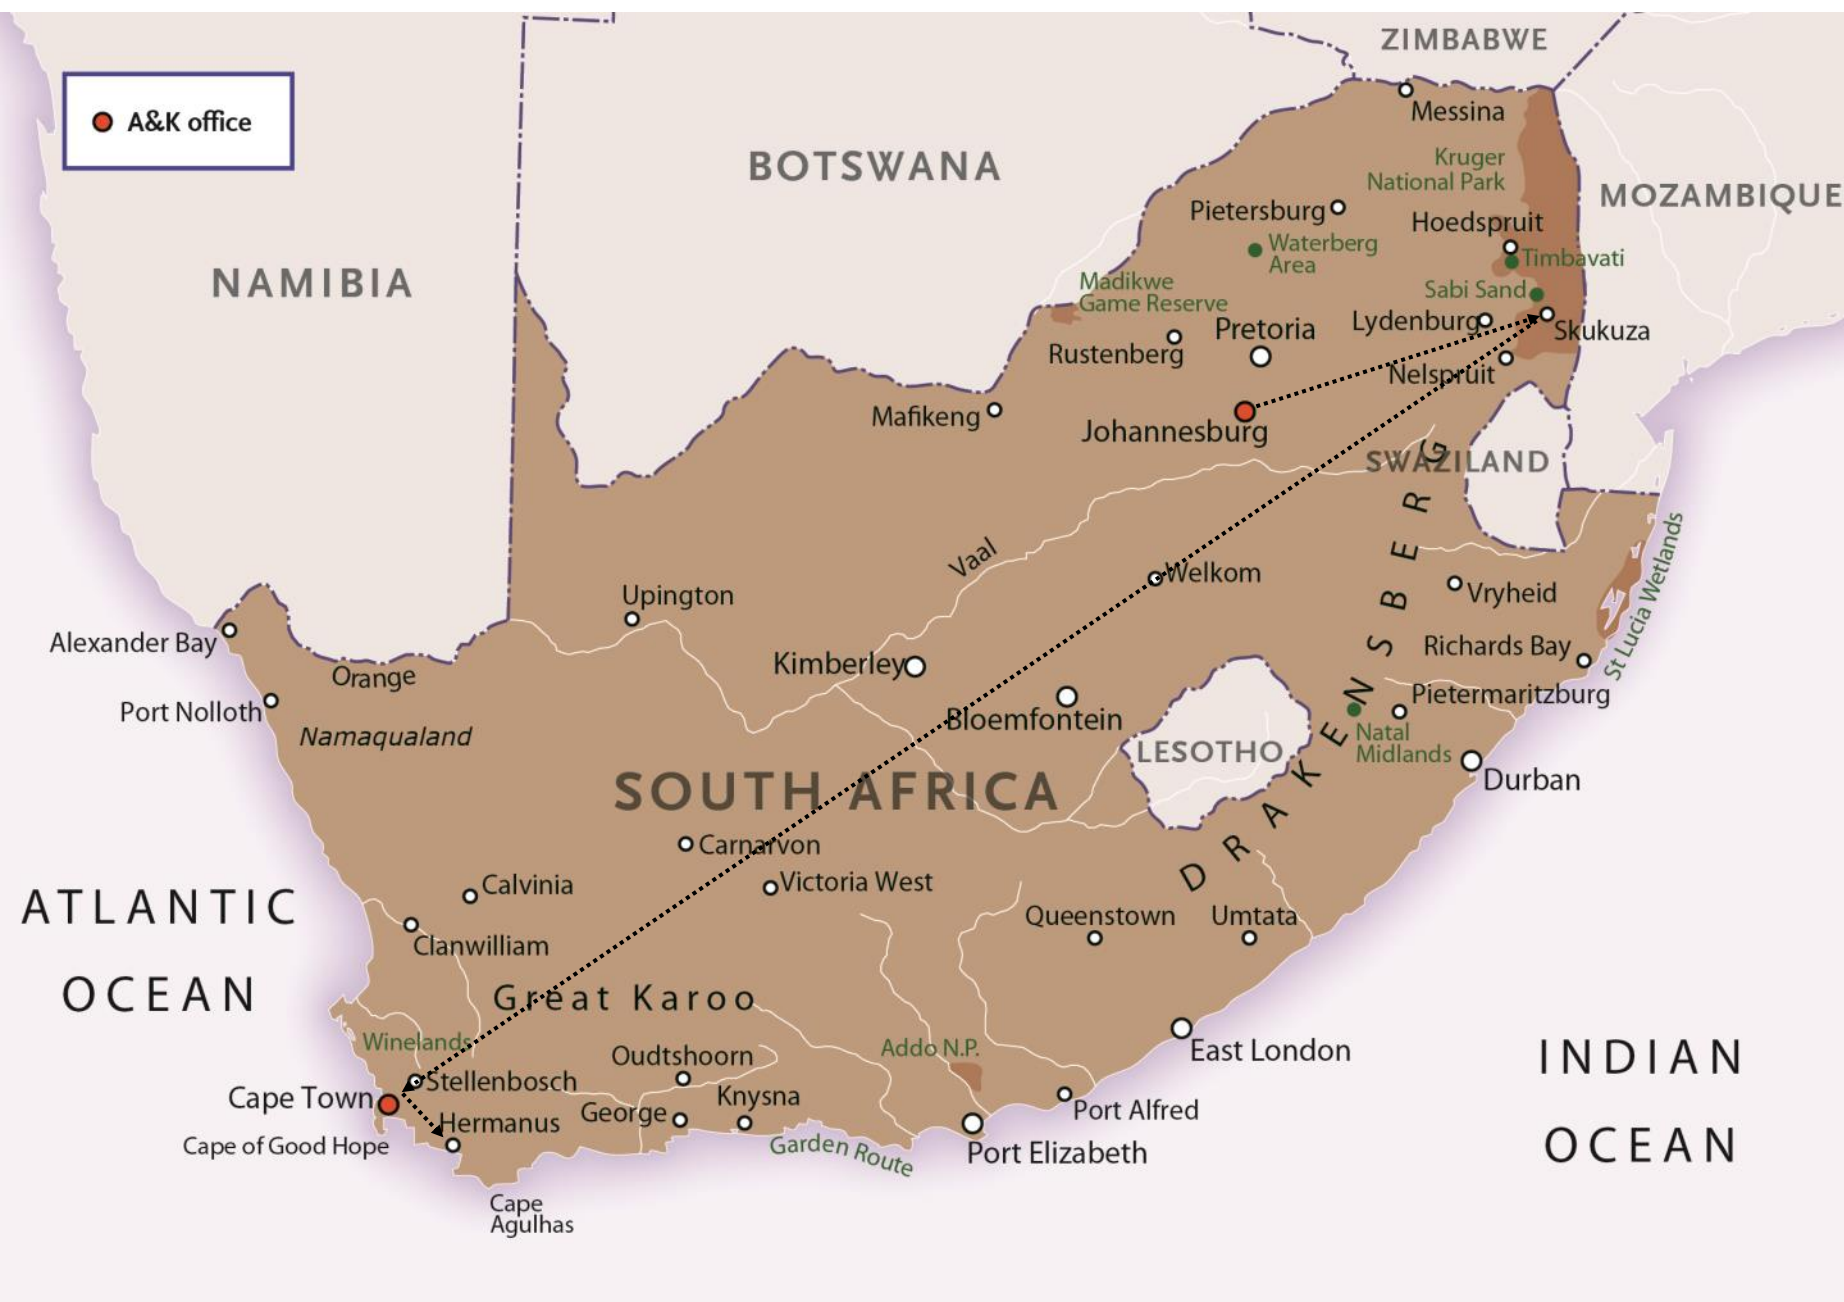 ZIMBABWE
A&K office
Messina
BOTSWANA
Kruger
National Park
MOZAMBIQUE
Pietersburg
Hoedspruit
Waterberg
Area
Timbavati
NAMIBIA
Madikwe
Game Reserve
Sabi Sand
Lydenburg
Skukuza
Pretoria
Rustenberg
Nelspruit
Mafikeng
Johannesburg
SWAZILAND
Vaal
Welkom
Upington
Vryheid
St Lucia Wetlands
Alexander Bay
Richards Bay
Kimberley
Orange
Pietermaritzburg
Port Nolloth
Bloemfontein
Namaqualand
Natal
Midlands
LESOTHO
DRAKENSBERG
Durban
SOUTH AFRICA
Carnarvon
Calvinia
Victoria West
ATLANTIC
OCEAN
Queenstown
Umtata
Clanwilliam
Great Karoo
Winelands
Oudtshoorn
Addo N.P.
East London
INDIAN
OCEAN
Stellenbosch
Cape Town
Knysna
Hermanus
George
Port Alfred
Cape of Good Hope
Garden Route
Port Elizabeth
Cape
Agulhas